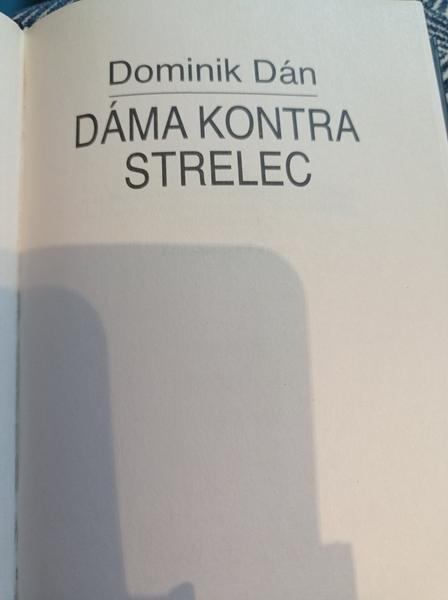 Dominik Dán
DÁMA KONTRA
STRELEC